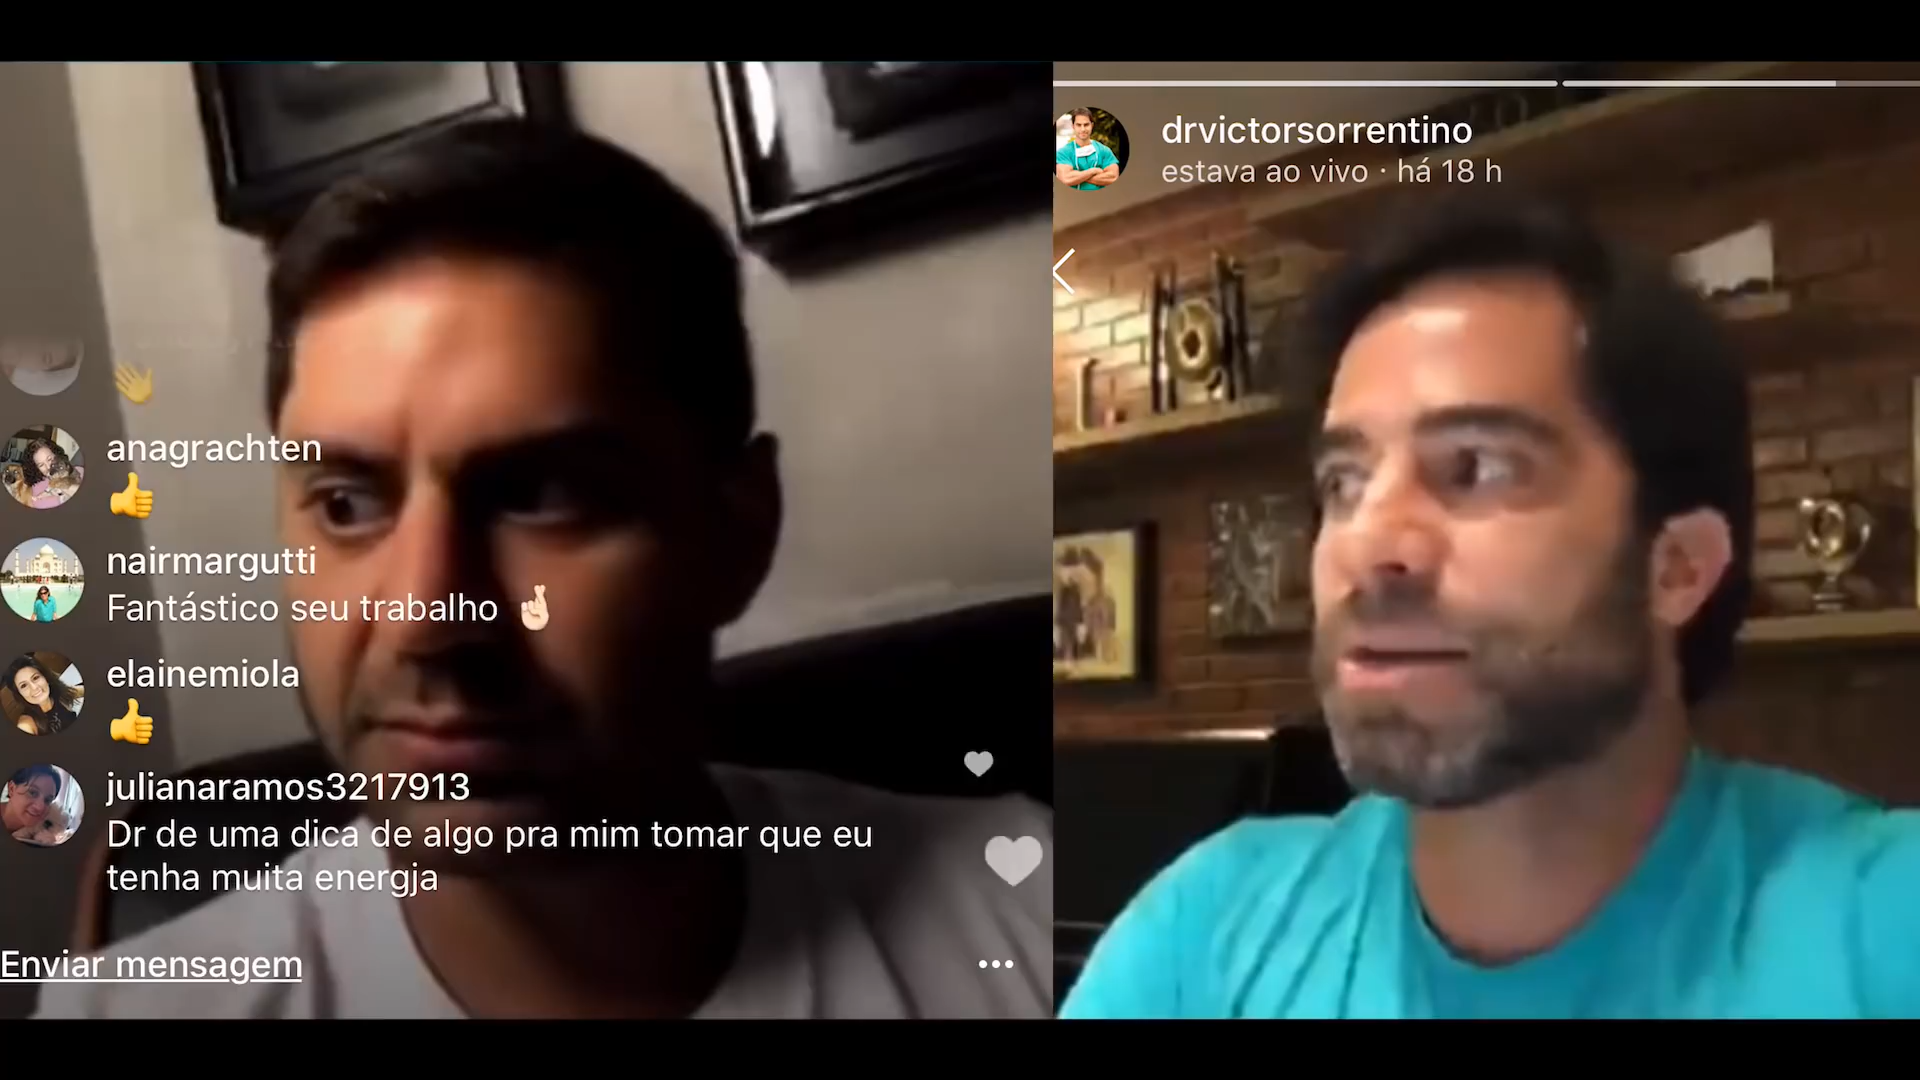 anagrachten
nairmargutti
Fantástico seu trabalho 🤞🏻
elainemiola
julianaramos3217913
Dr de uma dica de algo pra mim tomar que eu
tenha muita energja
Enviar mensagem
drvictorsorrentino
estava ao vivo · há 18 h